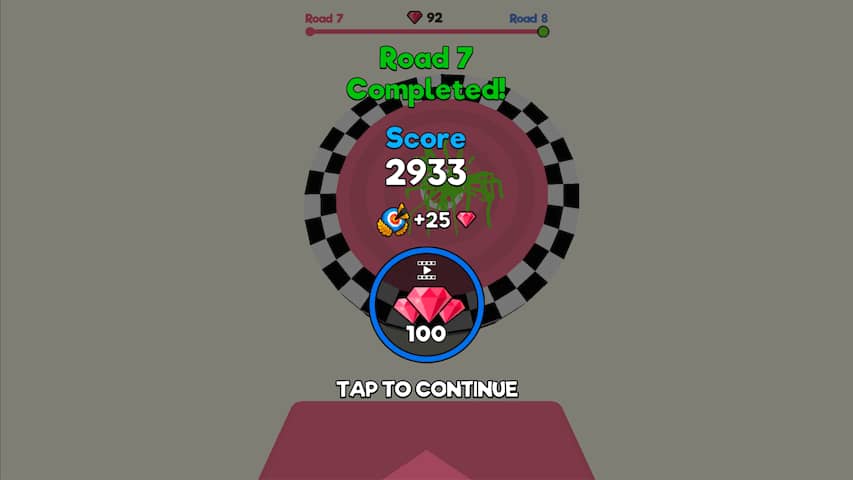 Road 7
92
Road 8
Road 7
Completed!
Score
2933
+25
100
TAP TO CONTINUE